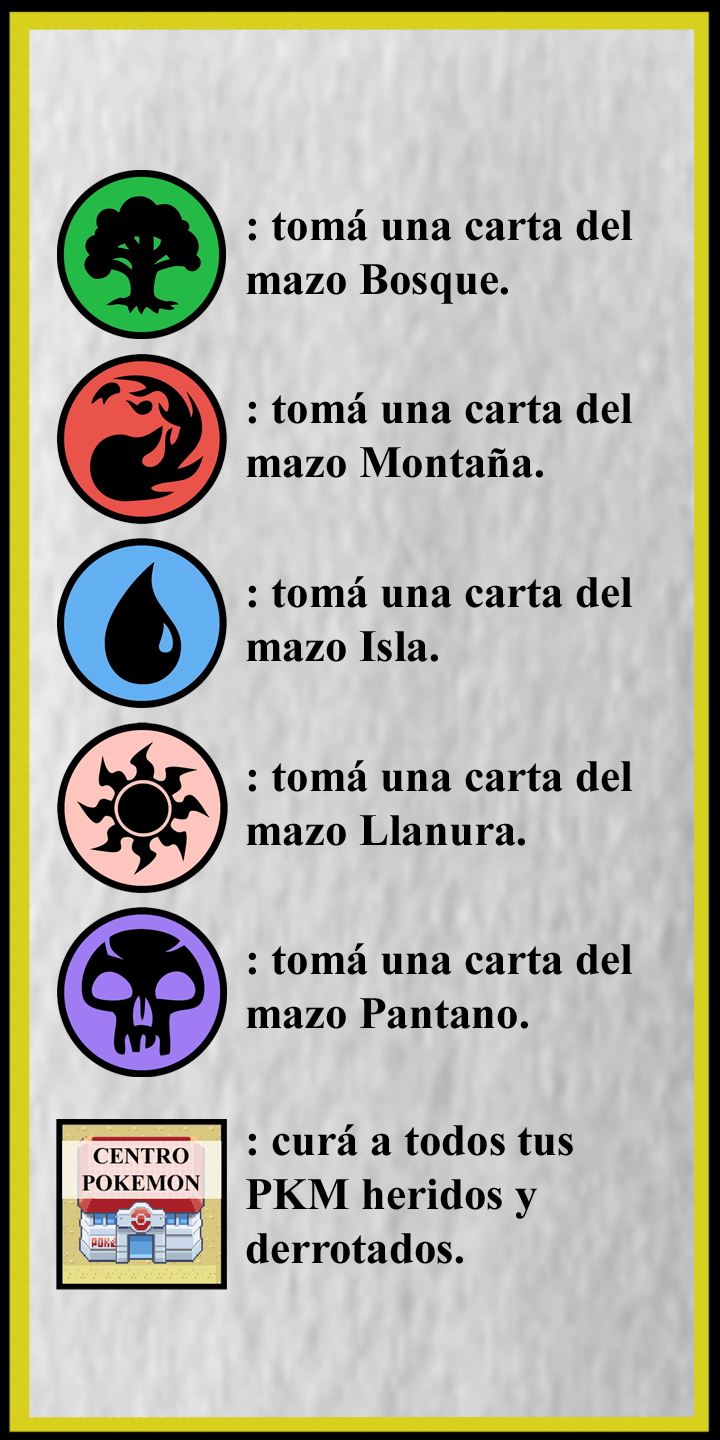 : tomá una carta del
mazo Bosque.
: tomá una carta del
mazo Montaña.
: tomá una carta del
mazo Isla.
: tomá una carta del
mazo Llanura.
: tomá una carta del
mazo Pantano.
CENTRO
POKEMON
POKé
: curá a todos tus
PKM heridos y
derrotados.